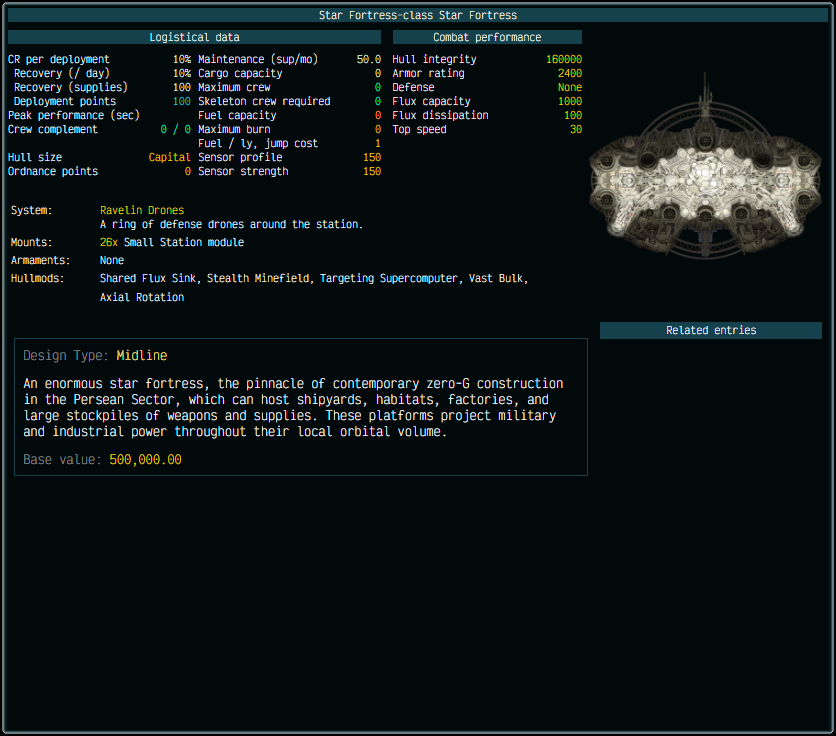 Star Fortress-class Star Fortress
Logistical data
CR per deployment 10% Maintenance (sup/mo) 50.0
Recovery (/ day) 10% Cargo capacity 0
Recovery (supplies) 100 Maximum crew 0
Deployment points 100 Skeleton crew required 0
Peak performance (sec) Fuel capacity 0
Crew complement 0 / 0 Maximum burn 0
Fuel / ly, jump cost 1
Hull size Capital Sensor profile 150
Ordnance points 0 Sensor strength 150
Combat performance
Hull integrity 160000
Armor rating 2400
Defense None
Flux capacity 1000
Flux dissipation 100
Top speed 30
System: Ravelin Drones
A ring of defense drones around the station.
Mounts: 26x Small Station module
Armaments: None
Hullmods: Shared Flux Sink, Stealth Minefield, Targeting Supercomputer, Vast Bulk,
Axial Rotation
Related entries
Design Type: Midline
An enormous star fortress, the pinnacle of contemporary zero-G construction
in the Persean Sector, which can host shipyards, habitats, factories, and
large stockpiles of weapons and supplies. These platforms project military
and industrial power throughout their local orbital volume.
Base value: 500,000.00